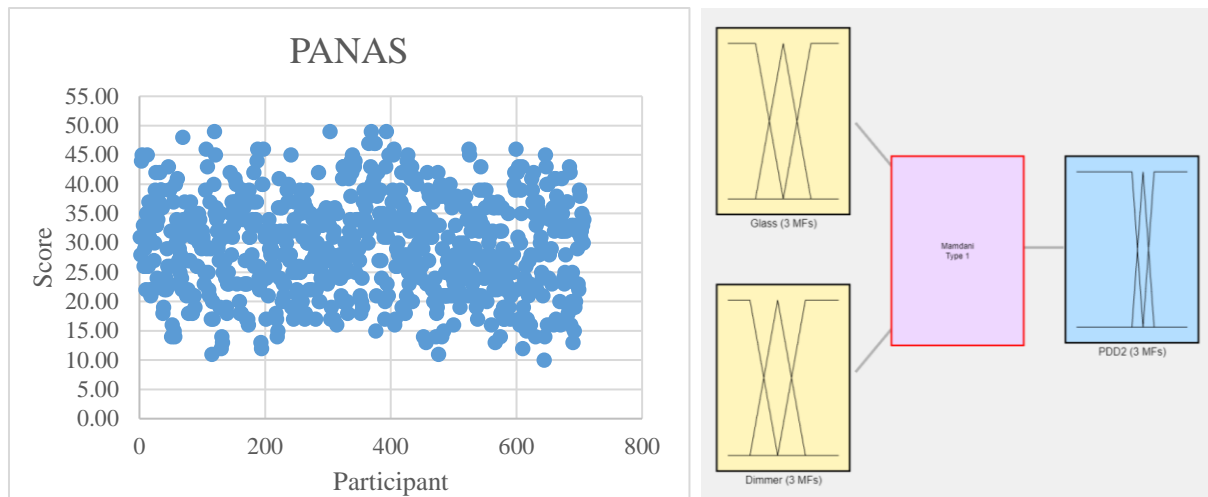 PANAS
Score
55.00
50.00
45.00
40.00
35.00
30.00
25.00
20.00
15.00
10.00
5.00
0.00
0 200 400 600 800
Participant
Glass (3 MFs)
Dimmer (3 MFs)
Mamdani
Type 1
PDD2 (3 MFs)